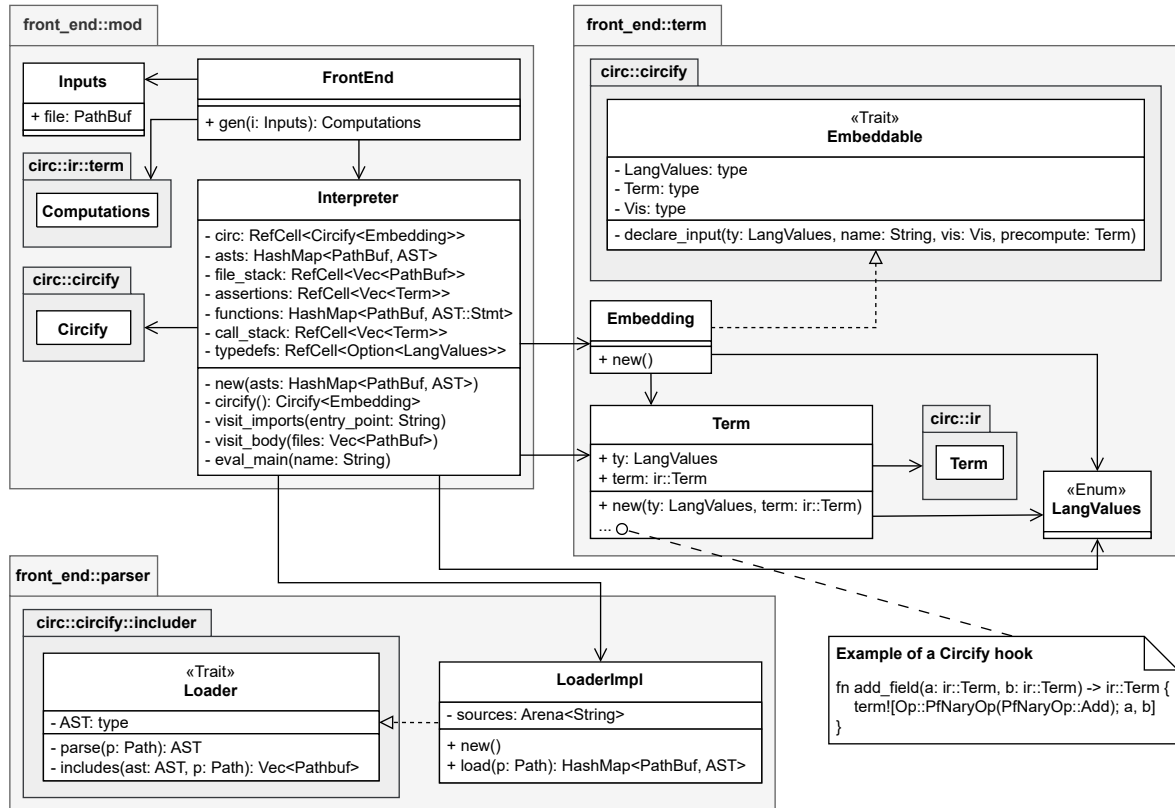 front_end::mod
Inputs
+ file: PathBuf
FrontEnd
+ gen(i: Inputs): Computations
circ::ir::term
Computations
circ::circify
Circify
Interpreter
- circ: RefCell<Circify<Embedding>>
- asts: HashMap<PathBuf, AST>
- file_stack: RefCell<Vec<PathBuf>>
- assertions: RefCell<Vec<Term>>
- functions: HashMap<PathBuf, AST::Stmt>
- call_stack: RefCell<Vec<Term>>
- typedefs: RefCell<Option<LangValues>>
- new(asts: HashMap<PathBuf, AST>)
- circify(): Circify<Embedding>
- visit_imports(entry_point: String)
- visit_body(files: Vec<PathBuf>)
- eval_main(name: String)
front_end::term
circ::circify
«Trait»
Embeddable
- LangValues: type
- Term: type
- Vis: type
- declare_input(ty: LangValues, name: String, vis: Vis, precompute: Term)
Embedding
+ new()
Term
+ ty: LangValues
+ term: ir::Term
+ new(ty: LangValues, term: ir::Term)
...
circ::ir
Term
«Enum»
LangValues
front_end::parser
circ::circify::includer
«Trait»
Loader
- AST: type
- parse(p: Path): AST
- includes(ast: AST, p: Path): Vec<Pathbuf>
LoaderImpl
- sources: Arena<String>
+ new()
+ load(p: Path): HashMap<PathBuf, AST>
Example of a Circify hook
fn add_field(a: ir::Term, b: ir::Term) -> ir::Term {
term![Op::PfNaryOp(PfNaryOp::Add); a, b]
}